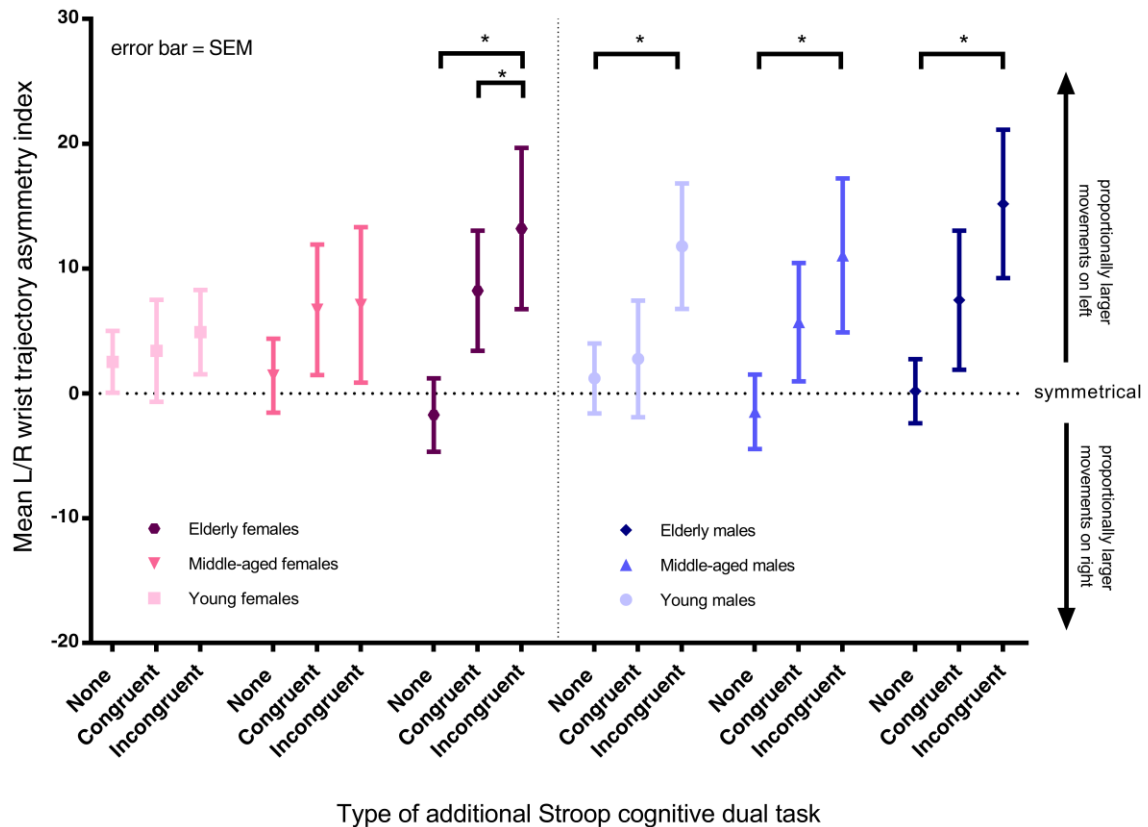 30
20
10
0
-10
-20
Mean L/R wrist trajectory asymmetry index
error bar = SEM
*
*
*
*
*
proportionally larger
movements on left
symmetrical
proportionally larger
movements on right
Elderly females
Middle-aged females
Young females
Elderly males
Middle-aged males
Young males
None
Congruent
Incongruent
None
Congruent
Incongruent
None
Congruent
Incongruent
None
Congruent
Incongruent
None
Congruent
Incongruent
None
Congruent
Incongruent
Type of additional Stroop cognitive dual task